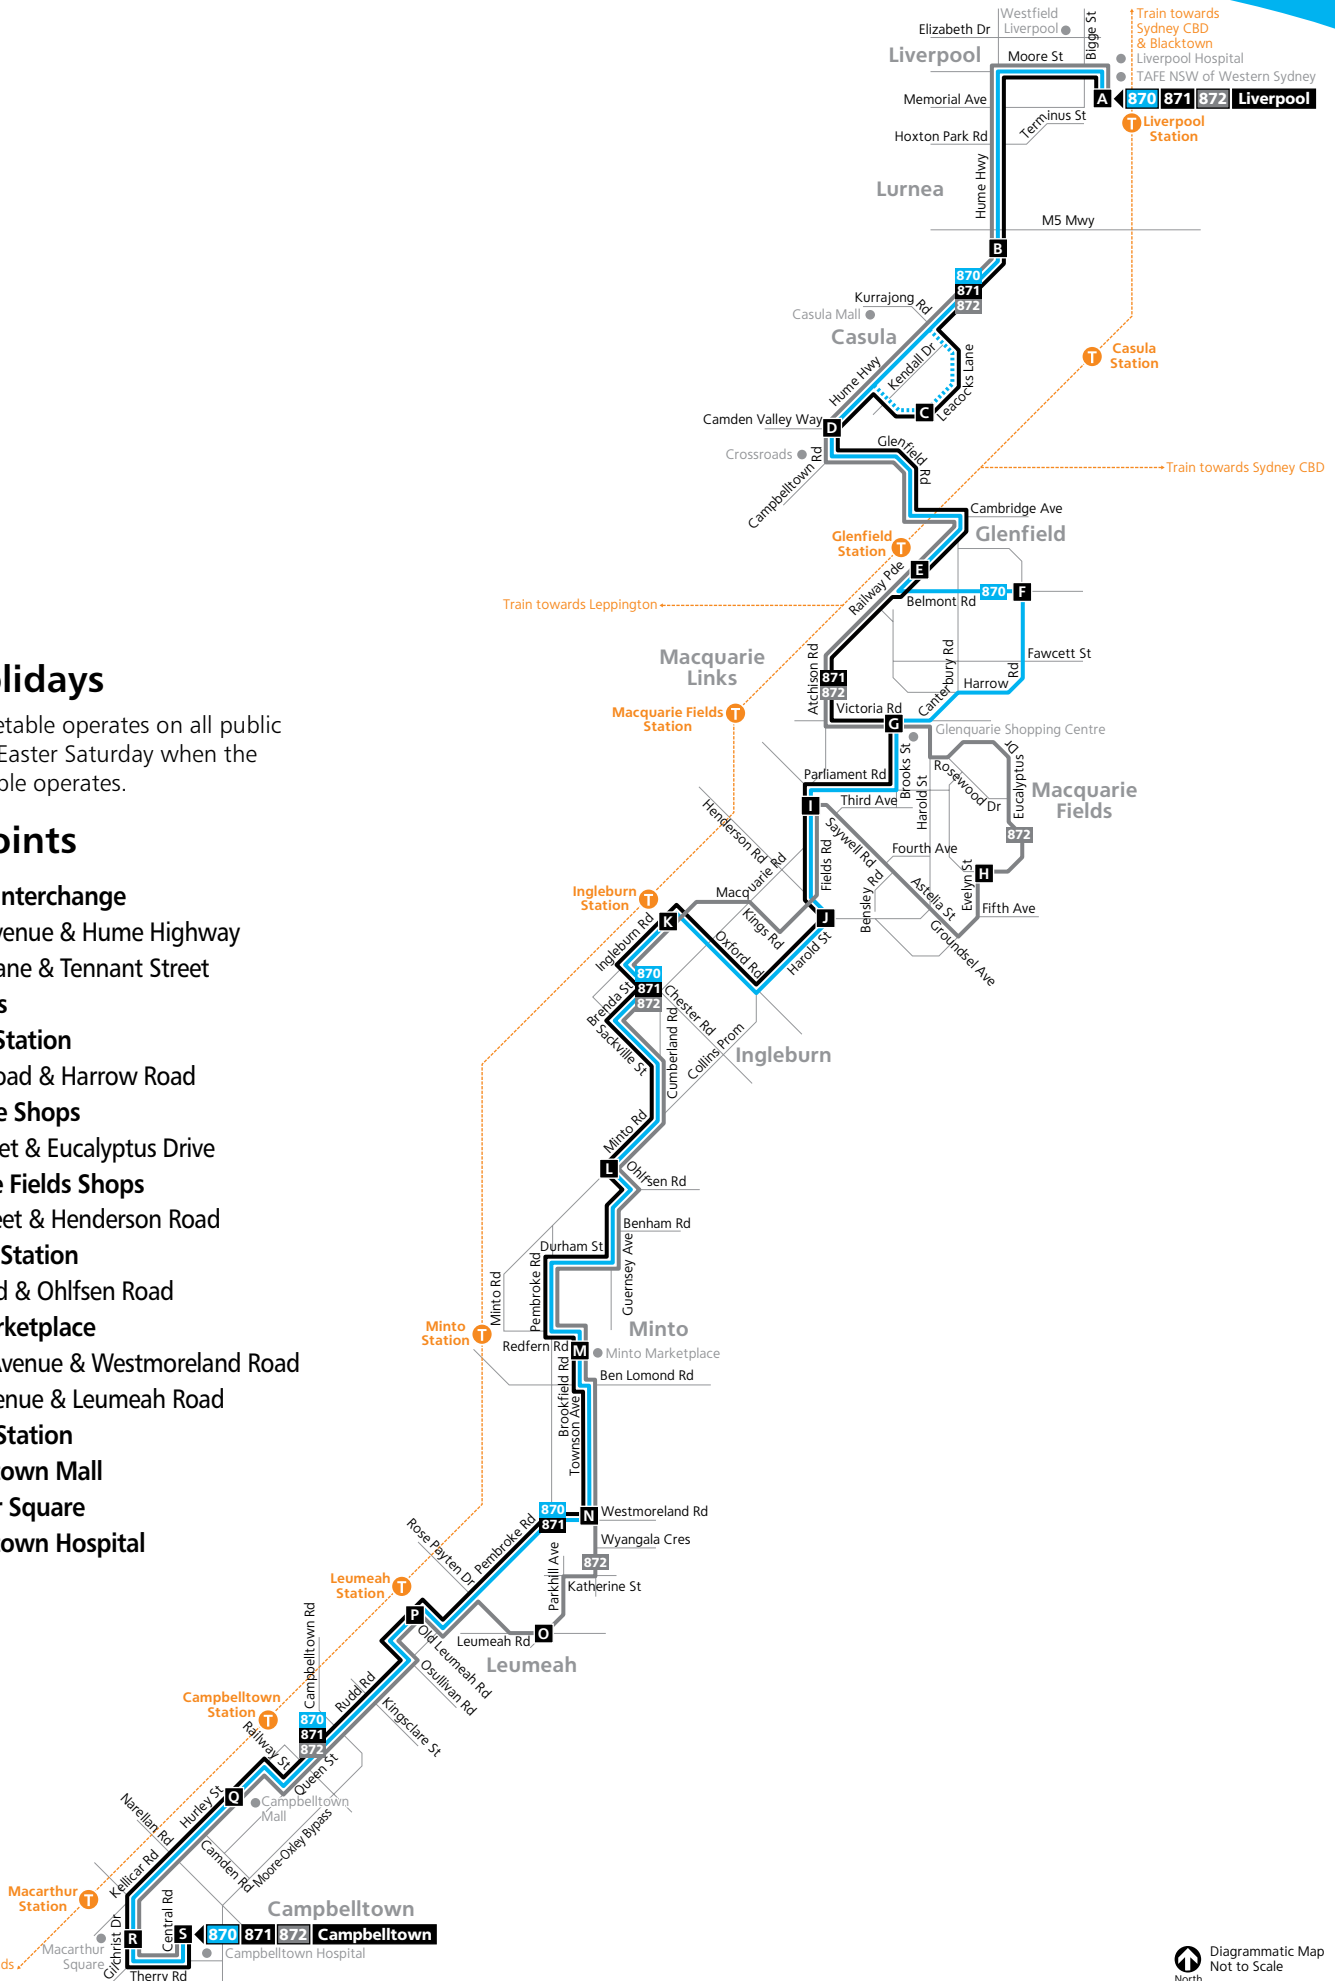 Westfield
Liverpool
Elizabeth Dr
Bigge St
Train towards
Sydney CBD
& Blacktown
Liverpool
Moore St
Liverpool Hospital
TAFE NSW of Western Sydney
Memorial Ave
A
870 871 872 Liverpool
Terminus St
Liverpool
Station
T
Hoxton Park Rd
Hume Hwy
Lurnea
M5 Mwy
B
870
871
872
Kurrajong Rd
Casula Mall
Casula
Kendall Dr
Leacocks Lane
T
Casula
Station
Hume Hwy
C
Camden Valley Way
D
Crossroads
Glenfield Rd
Campbelltown Rd
Train towards Sydney CBD
Cambridge Ave
Glenfield
Station
T
Glenfield
E
Railway Pde
F
870
Belmont Rd
Train towards Leppington
Macquarie
Links
Atchison Rd
Canterbury Rd
Fawcett St
Harrow Rd
871
872
Macquarie Fields
Station
T
Victoria Rd
G
Glenquarie Shopping Centre
Brooks St
Harold St
Rosewood Dr
Eucalyptus Dr
Macquarie
Fields
Parliament Rd
I
Third Ave
Henderson Rd
Saywell Rd
Fields Rd
Fourth Ave
872
H
Evelyn St
Bensley Rd
Astelia St
Fifth Ave
Groundsel Ave
Macquarie Rd
Ingleburn
Station
T
K
Kings Rd
J
Ingleburn Rd
Oxford Rd
Harold St
870
871
872
Brenda St
Chester Rd
Sackville St
Cumberland Rd
Collins Prom
Ingleburn
Minto Rd
L
Ohlfsen Rd
Benham Rd
Durham St
Guernsey Ave
Pembroke Rd
Minto Rd
Minto
Station
T
Minto
Redfern Rd
M
Minto Marketplace
Ben Lomond Rd
Brookfield Rd
Townson Ave
870
871
N
Westmoreland Rd
Wyangala Cres
872
Rose Payten Dr
Pembroke Rd
Parkhill Ave
Katherine St
Leumeah
Station
T
P
Leumeah Rd
O
Leumeah
Old Leumeah Rd
Osullivan Rd
Campbelltown Rd
Rudd Rd
Kingsclare St
Campbelltown
Station
T
870
871
872
Railway St
Queen St
Hurley St
Q
Campbelltown
Mall
Narellan Rd
Camden Rd
Moore-Oxley Bypass
Kellicar Rd
Macarthur
Station
T
Central Rd
Campbelltown
S
870 871 872 Campbelltown
R
Campbelltown Hospital
Macarthur
Square
Gilchrist Dr
Therry Rd
ds
Diagrammatic Map
Not to Scale
North
olidays
etable operates on all public
Easter Saturday when the
ble operates.
oints
nterchange
venue & Hume Highway
ane & Tennant Street
s
Station
oad & Harrow Road
e Shops
et & Eucalyptus Drive
e Fields Shops
eet & Henderson Road
Station
d & Ohlfsen Road
rketplace
Avenue & Westmoreland Road
enue & Leumeah Road
Station
own Mall
r Square
town Hospital